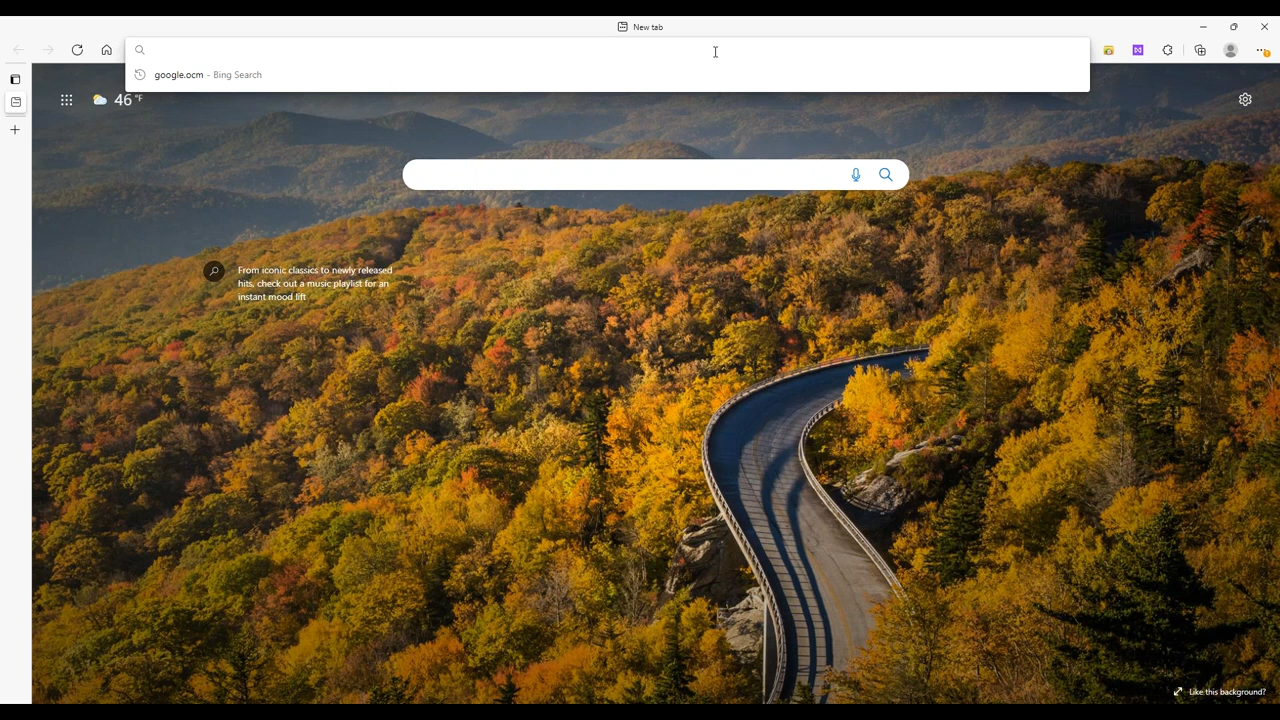 New tab
google.ocm - Bing Search
46 °F
From iconic classics to newly released
hits, check out a music playlist for an
instant mood lift
Like this background?